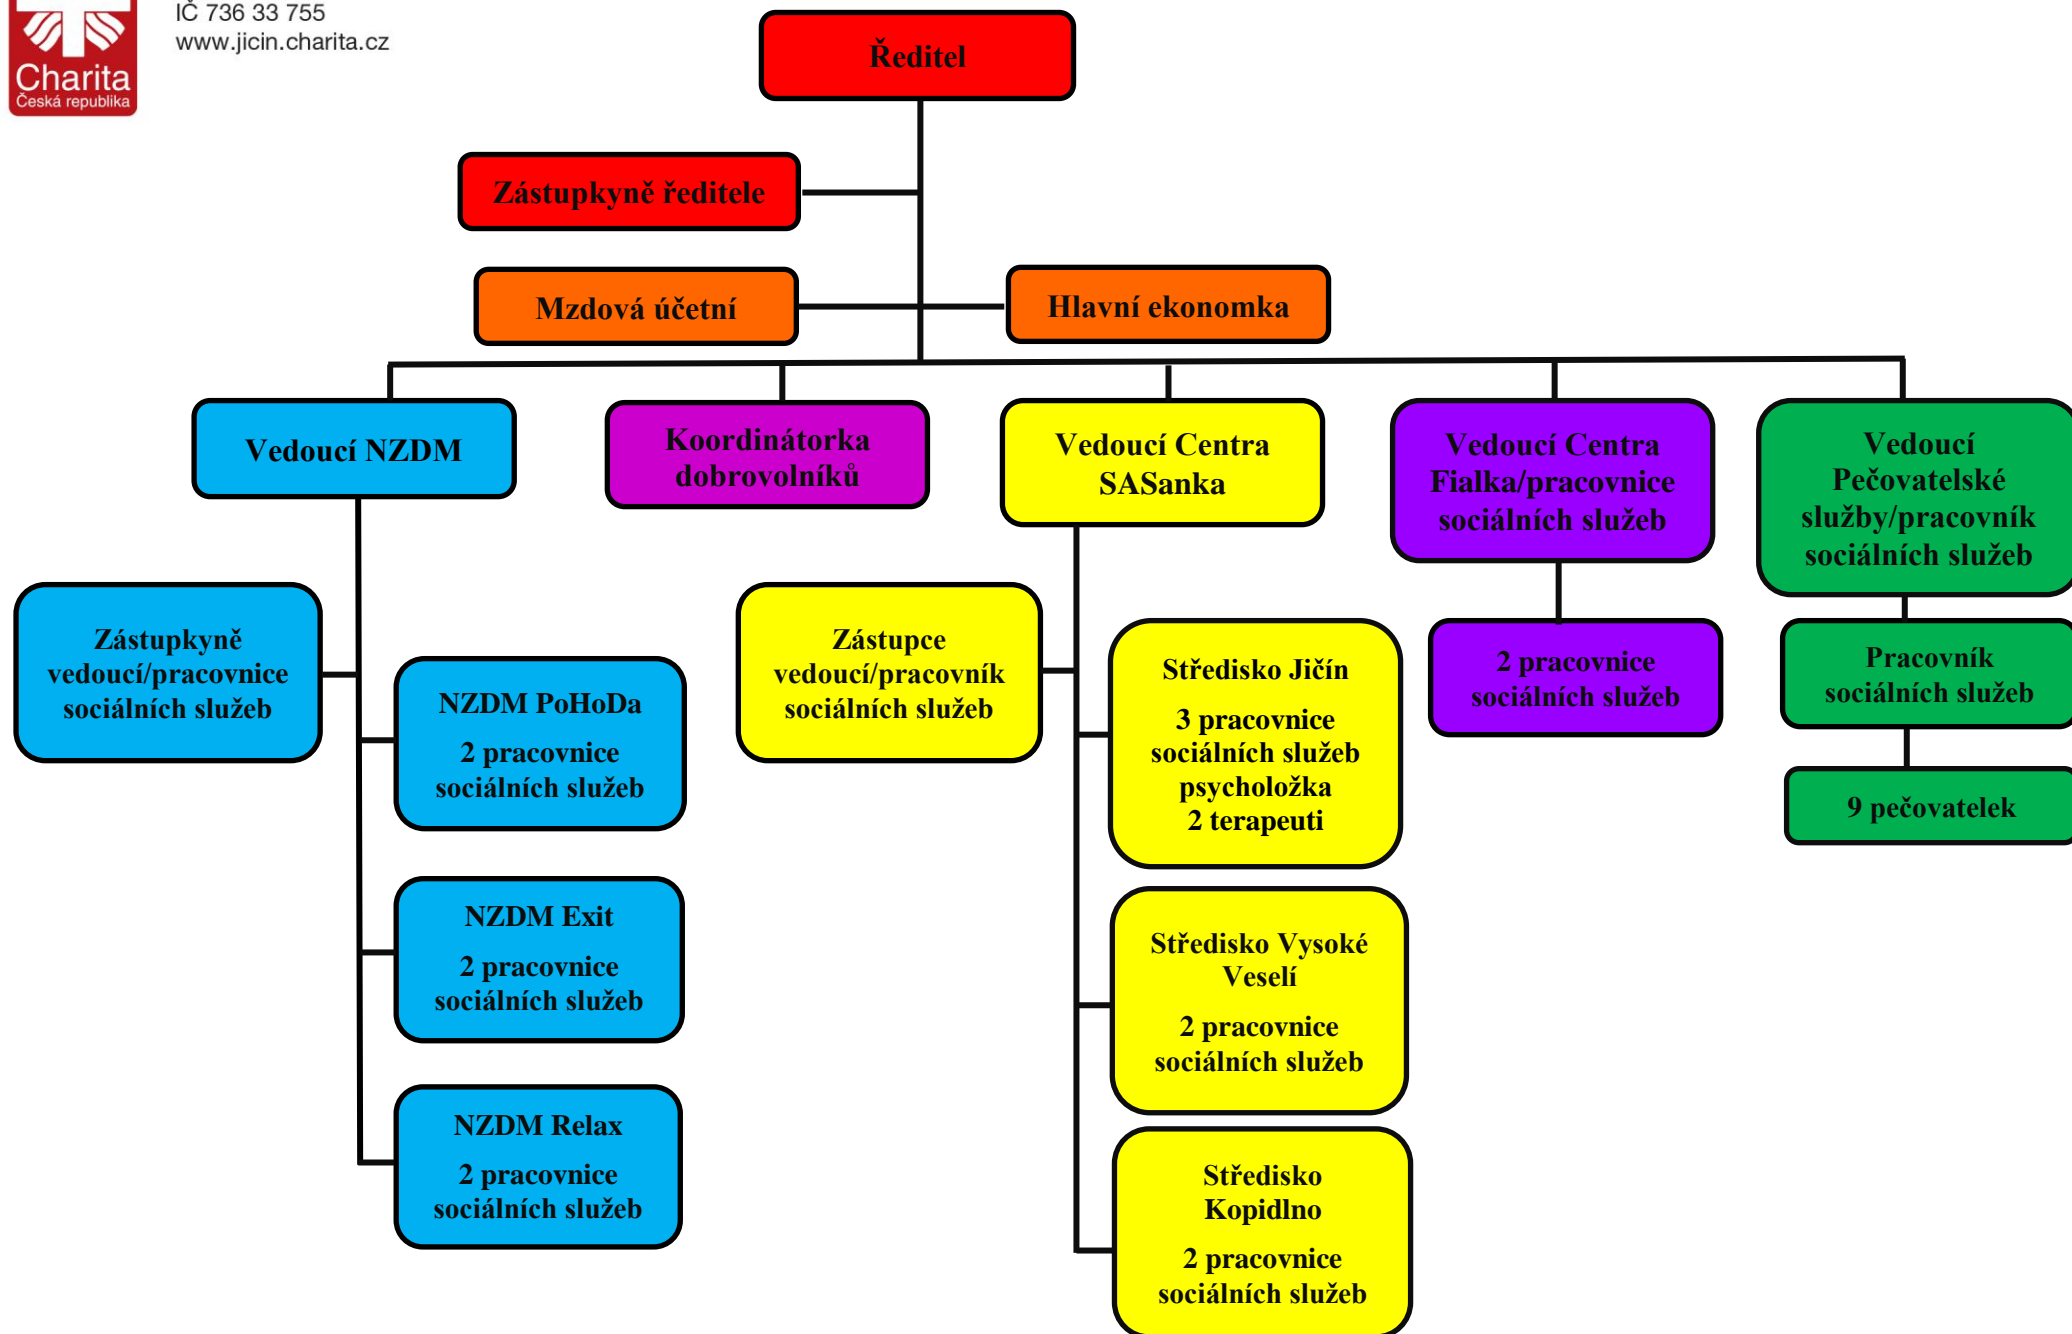 IČ 736 33 755
www.jicin.charita.cz
Charita
Česká republika
Ředitel
Zástupkyně ředitele
Mzdová účetní
Hlavní ekonomka
Vedoucí NZDM
Koordinátorka
dobrovolníků
Vedoucí Centra
SASanka
Vedoucí Centra
Fialka/pracovnice
sociálních služeb
Vedoucí
Pečovatelské
služby/pracovník
sociálních služeb
Zástupkyně
vedoucí/pracovnice
sociálních služeb
NZDM PoHoDa
2 pracovnice
sociálních služeb
NZDM Exit
2 pracovnice
sociálních služeb
NZDM Relax
2 pracovnice
sociálních služeb
Zástupce
vedoucí/pracovník
sociálních služeb
Středisko Jičín
3 pracovnice
sociálních služeb
psycholožka
2 terapeuti
Středisko Vysoké
Veselí
2 pracovnice
sociálních služeb
Středisko
Kopidlno
2 pracovnice
sociálních služeb
2 pracovnice
sociálních služeb
Pracovník
sociálních služeb
9 pečovatelek